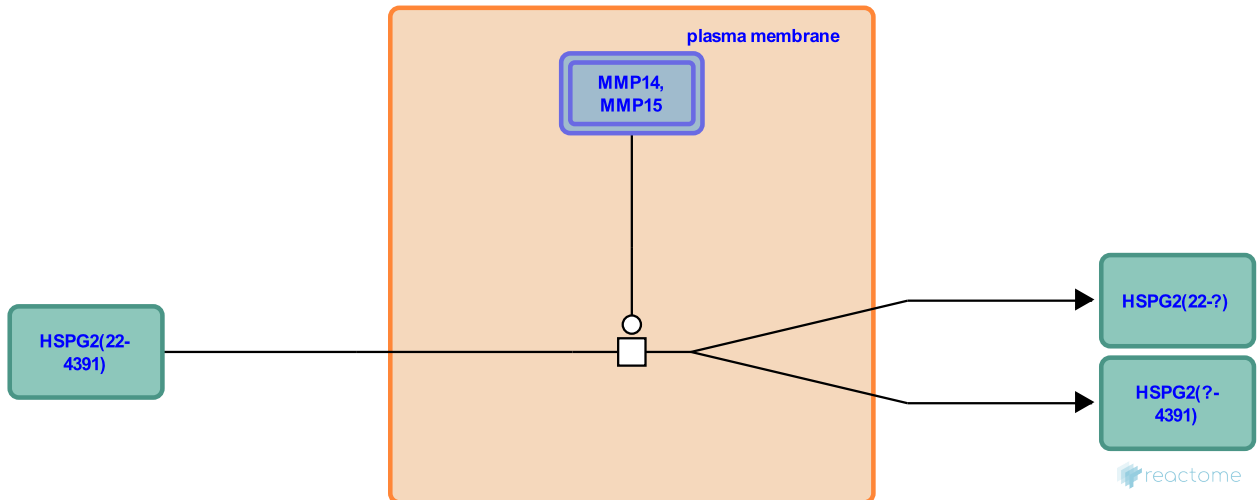 plasma membrane
MMP14,
MMP15
HSPG2(22-
4391)
HSPG2(22-?)
HSPG2(?-
4391)
reactome